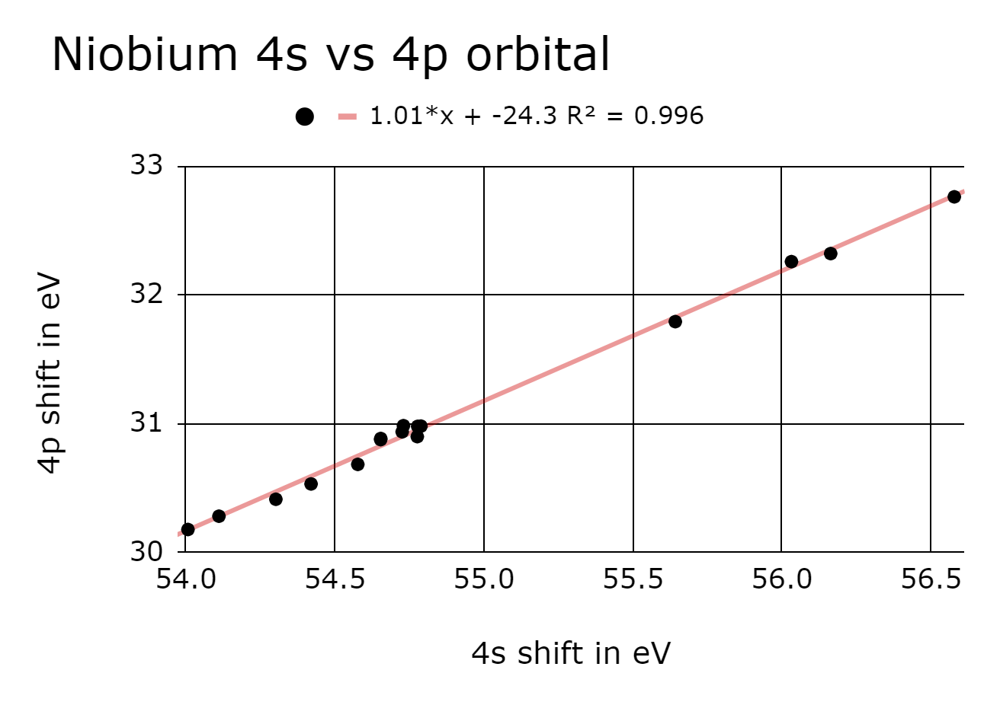 Niobium 4s vs 4p orbital
1.01*x + -24.3 R² = 0.996
33
32
31
30
4p shift in eV
54.0 54.5 55.0 55.5 56.0 56.5
4s shift in eV